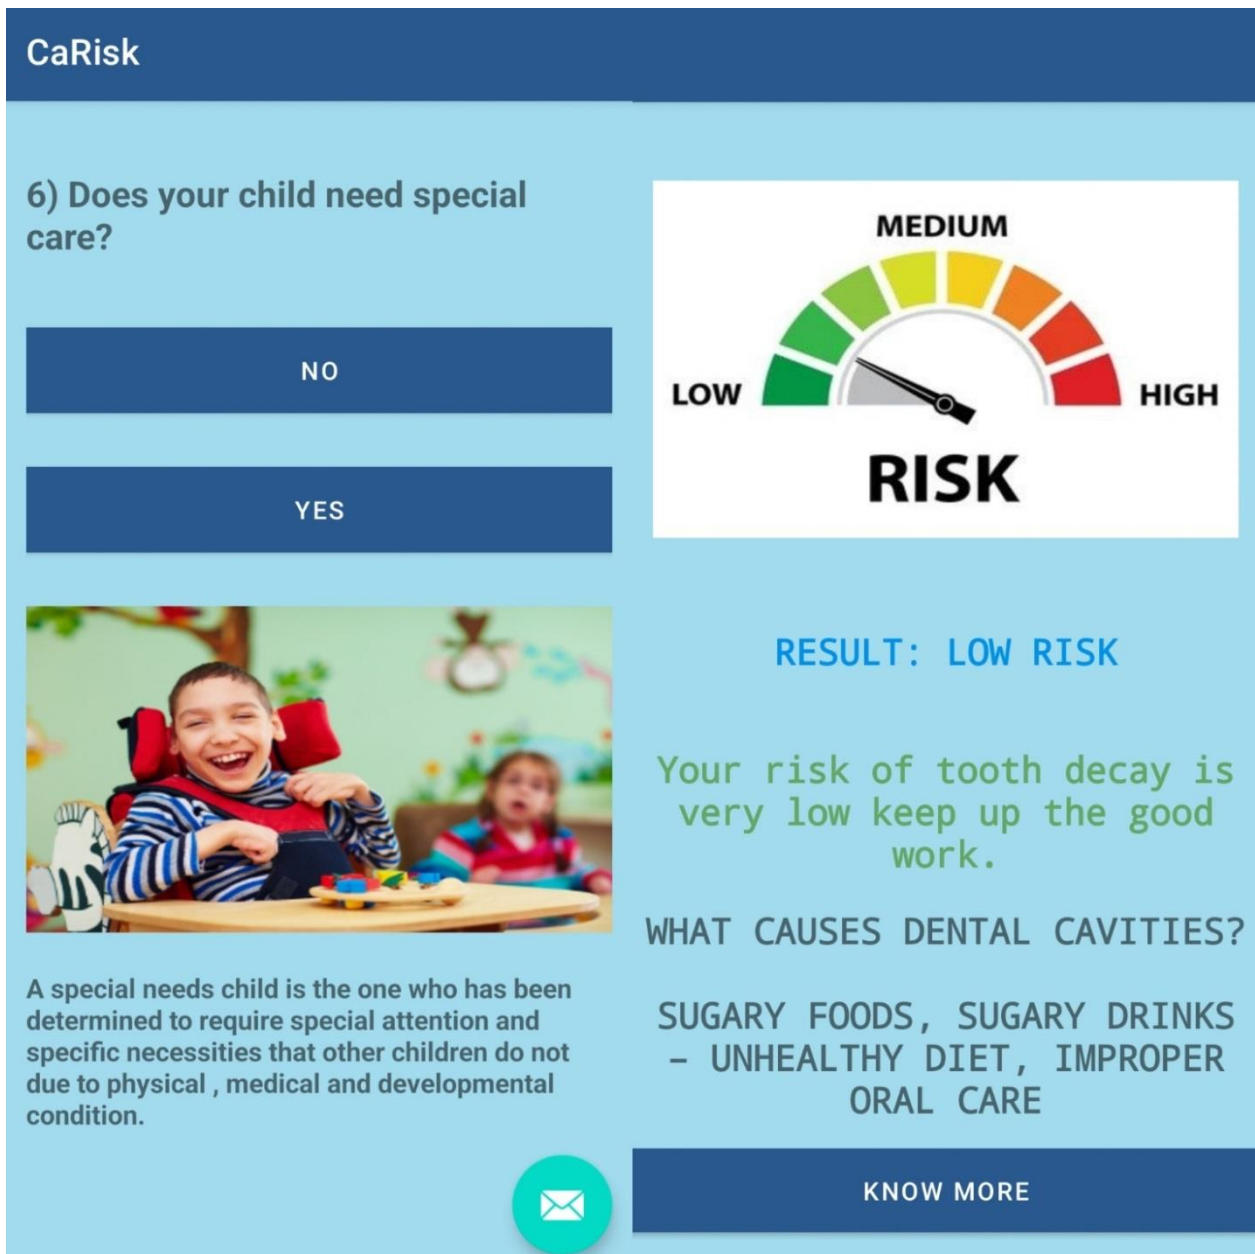 CaRisk
6) Does your child need special
care?
NO
YES
A special needs child is the one who has been
determined to require special attention and
specific necessities that other children do not
due to physical , medical and developmental
condition.
MEDIUM
LOW
HIGH
RISK
RESULT: LOW RISK
Your risk of tooth decay is
very low keep up the good
work.
WHAT CAUSES DENTAL CAVITIES?
SUGARY FOODS, SUGARY DRINKS
– UNHEALTHY DIET, IMPROPER
ORAL CARE
KNOW MORE